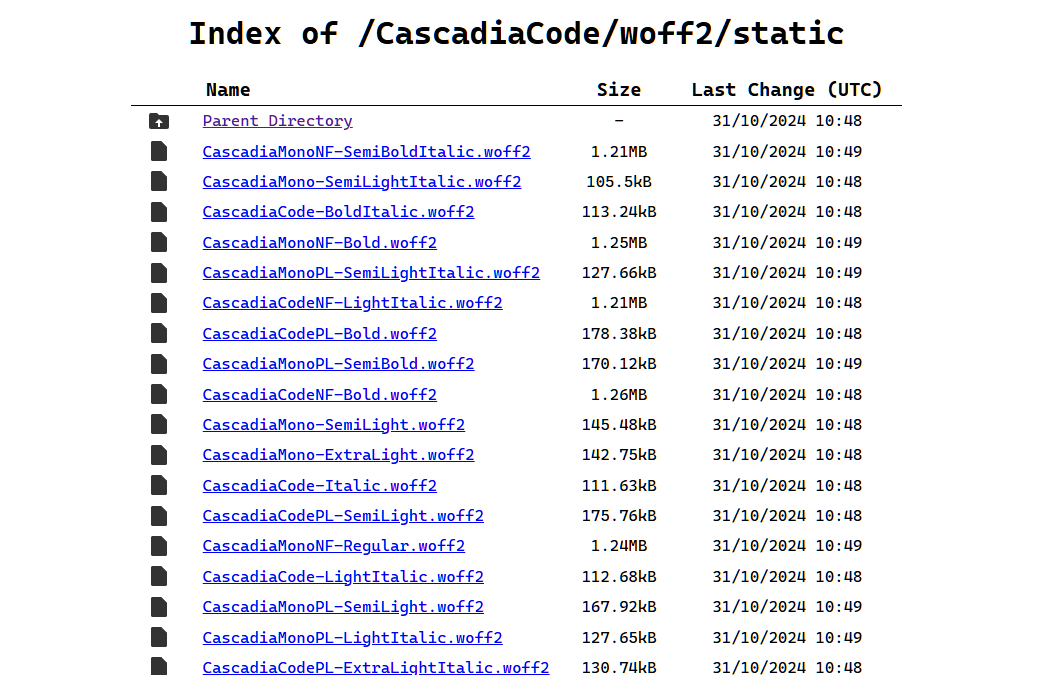 Index of /CascadiaCode/woff2/static
Name Size Last Change (UTC)
Parent Directory – 31/10/2024 10:48
CascadiaMonoNF-SemiBoldItalic.woff2 1.21MB 31/10/2024 10:49
CascadiaMono-SemiLightItalic.woff2 105.5kB 31/10/2024 10:48
CascadiaCode-BoldItalic.woff2 113.24kB 31/10/2024 10:48
CascadiaMonoNF-Bold.woff2 1.25MB 31/10/2024 10:49
CascadiaMonoPL-SemiLightItalic.woff2 127.66kB 31/10/2024 10:49
CascadiaCodeNF-LightItalic.woff2 1.21MB 31/10/2024 10:48
CascadiaCodePL-Bold.woff2 178.38kB 31/10/2024 10:48
CascadiaMonoPL-SemiBold.woff2 170.12kB 31/10/2024 10:49
CascadiaCodeNF-Bold.woff2 1.26MB 31/10/2024 10:48
CascadiaMono-SemiLight.woff2 145.48kB 31/10/2024 10:48
CascadiaMono-ExtraLight.woff2 142.75kB 31/10/2024 10:48
CascadiaCode-Italic.woff2 111.63kB 31/10/2024 10:48
CascadiaCodePL-SemiLight.woff2 175.76kB 31/10/2024 10:48
CascadiaMonoNF-Regular.woff2 1.24MB 31/10/2024 10:49
CascadiaCode-LightItalic.woff2 112.68kB 31/10/2024 10:48
CascadiaMonoPL-SemiLight.woff2 167.92kB 31/10/2024 10:49
CascadiaMonoPL-LightItalic.woff2 127.65kB 31/10/2024 10:49
CascadiaCodePL-ExtraLightItalic.woff2 130.74kB 31/10/2024 10:48